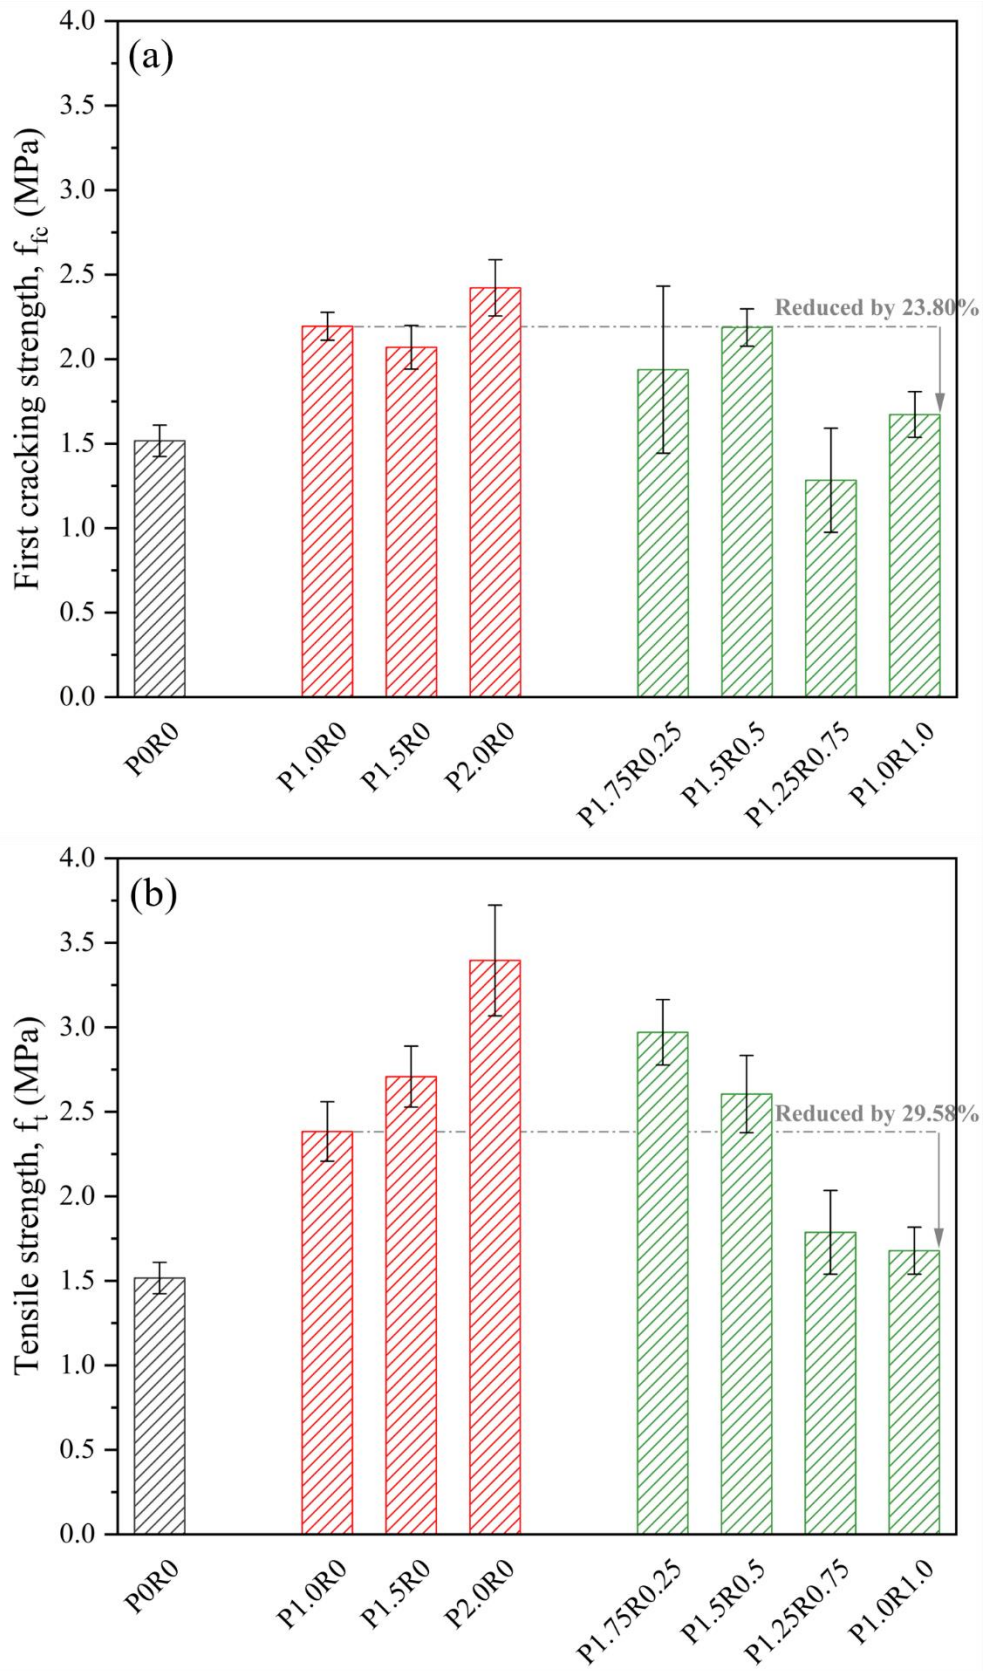 (a)
First cracking strength, f_fc (MPa)
4.0
3.5
3.0
2.5
2.0
1.5
1.0
0.5
0.0
Reduced by 23.80%
P0R0
P1.0R0
P1.5R0
P2.0R0
P1.75R0.25
P1.5R0.5
P1.25R0.75
P1.0R1.0
(b)
Tensile strength, f_t (MPa)
4.0
3.5
3.0
2.5
2.0
1.5
1.0
0.5
0.0
Reduced by 29.58%
P0R0
P1.0R0
P1.5R0
P2.0R0
P1.75R0.25
P1.5R0.5
P1.25R0.75
P1.0R1.0